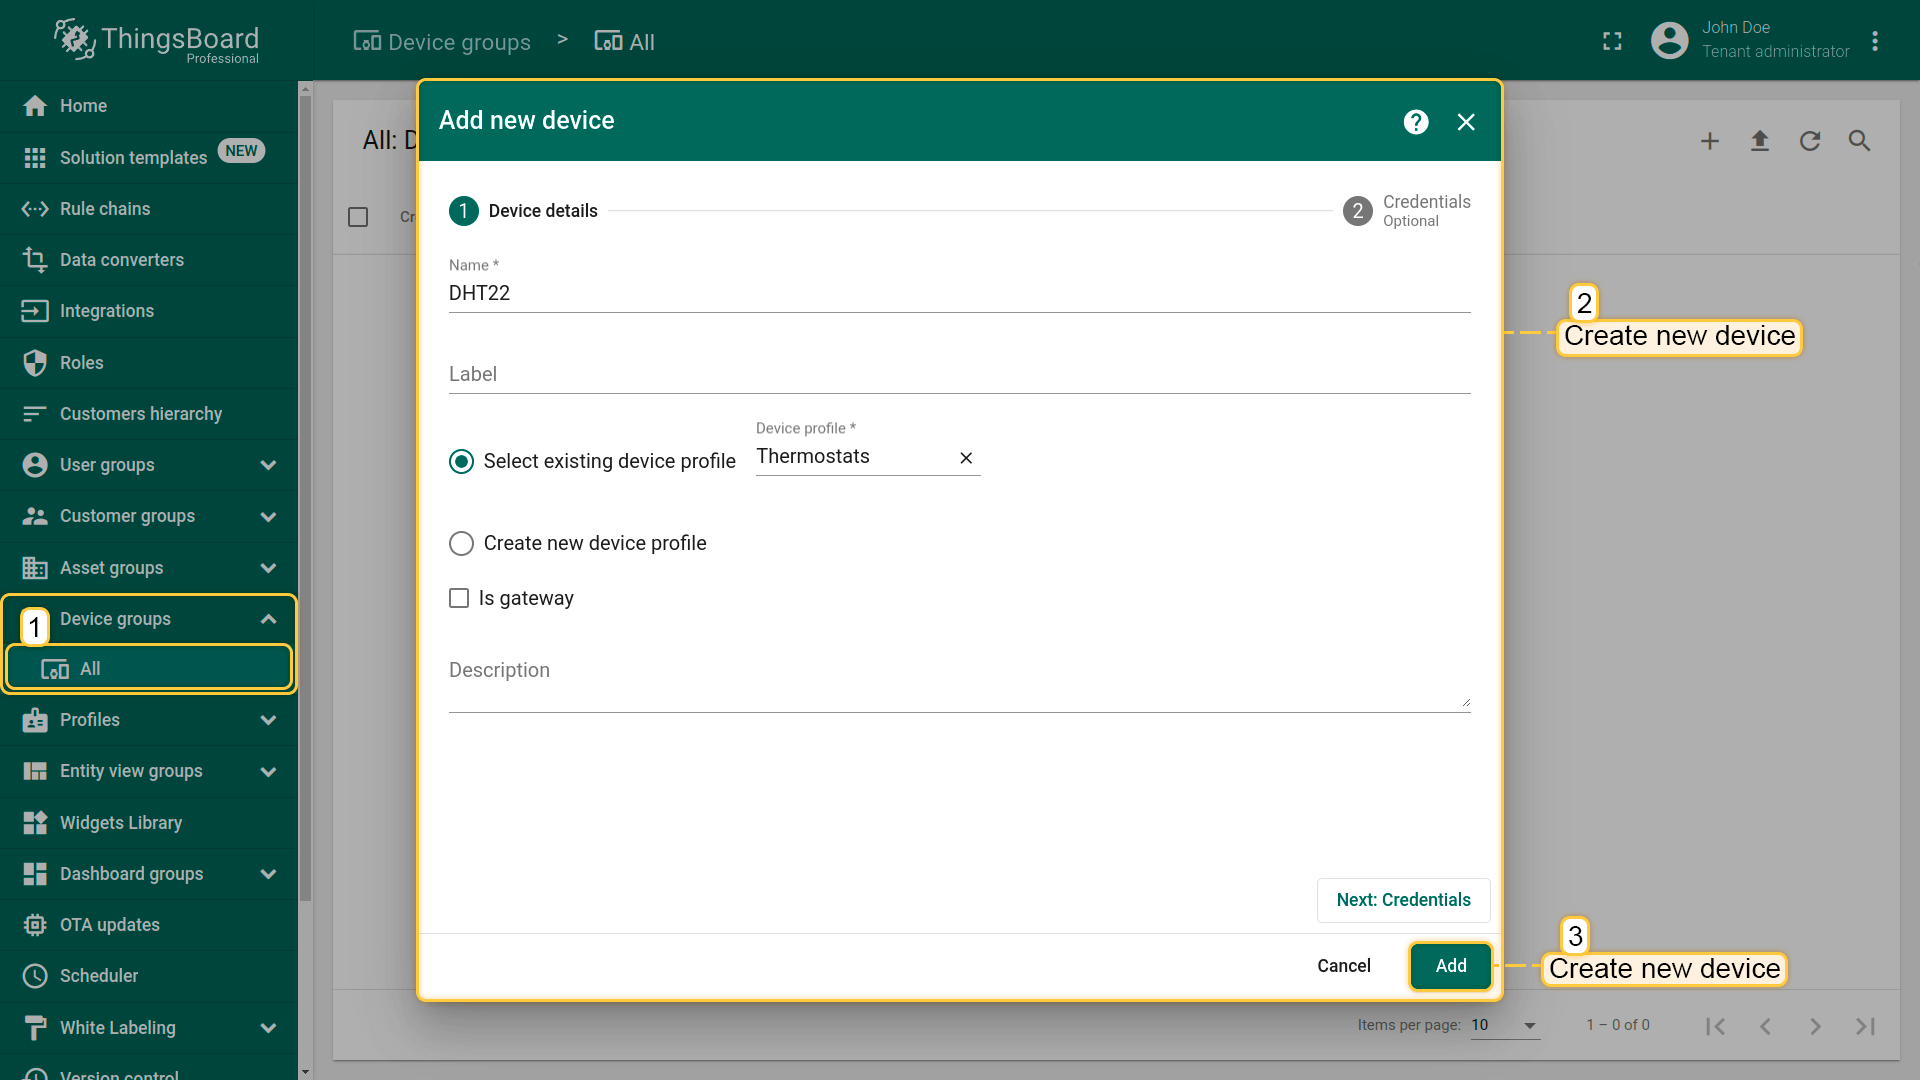 ThingsBoard
Professional
Device groups > All
John Doe
Tenant administrator
Home
Solution templates NEW
Rule chains
Data converters
Integrations
Roles
Customers hierarchy
User groups
Customer groups
Asset groups
1
Device groups
All
Profiles
Entity view groups
Widgets Library
Dashboard groups
OTA updates
Scheduler
White Labeling
Version control
All: D
Cr
Add new device
?
1 Device details
2 Credentials
Optional
Name *
DHT22
Label
Select existing device profile
Device profile *
Thermostats
Create new device profile
Is gateway
Description
Next: Credentials
Cancel
Add
2
Create new device
3
Create new device
Items per page: 10
1 – 0 of 0